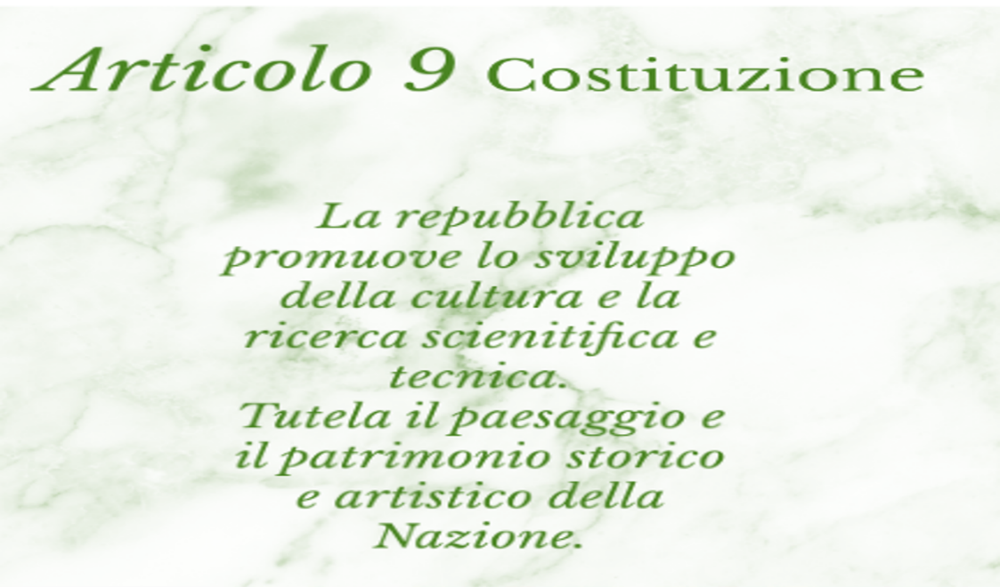 Articolo 9 Costituzione
La repubblica
promuove lo sviluppo
della cultura e la
ricerca scienitifica e
tecnica.
Tutela il paesaggio e
il patrimonio storico
e artistico della
Nazione.